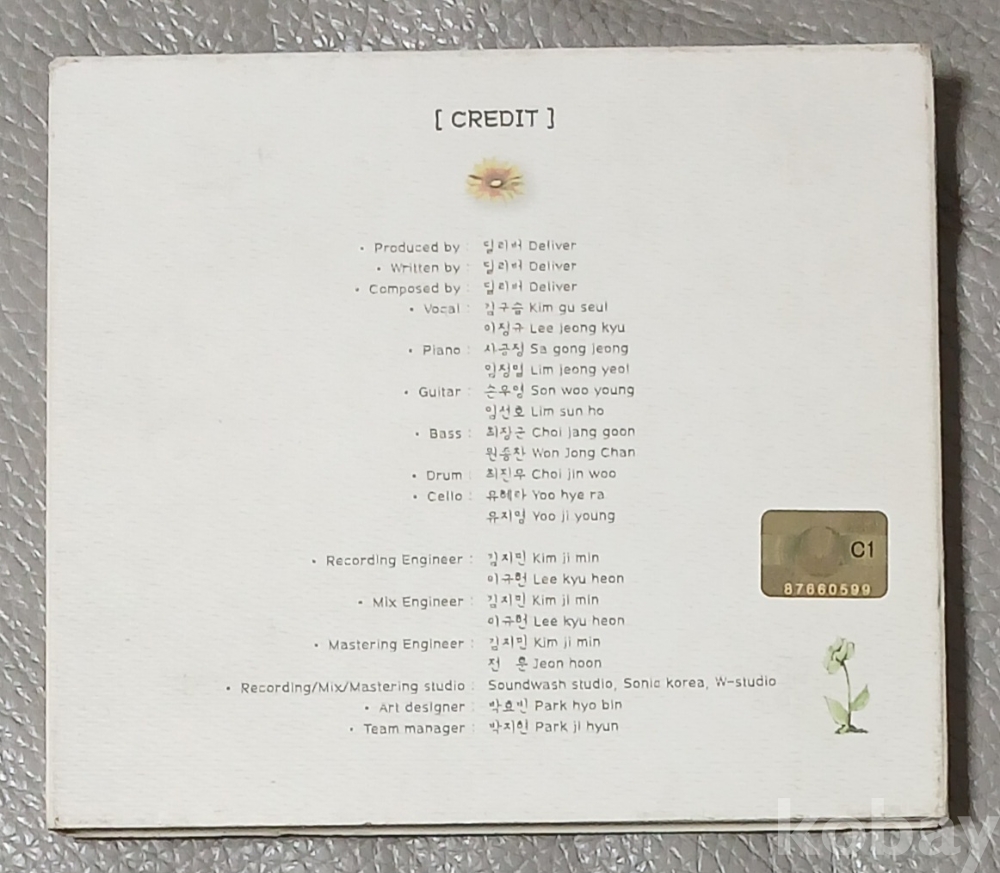 [ CREDIT ]
• Produced by : 딜리버 Deliver
• Written by : 딜리버 Deliver
• Composed by : 딜리버 Deliver
• Vocal : 김구슬 Kim gu seul
이정규 Lee jeong kyu
• Piano : 사공정 Sa gong jeong
임정열 Lim jeong yeol
• Guitar : 손우영 Son woo young
임선호 Lim sun ho
• Bass : 최장군 Choi jang goon
원종찬 Won Jong Chan
• Drum : 최진우 Choi jin woo
• Cello : 유혜라 Yoo hye ra
유지영 Yoo ji young
• Recording Engineer : 김지민 Kim ji min
이규헌 Lee kyu heon
• Mix Engineer : 김지민 Kim ji min
이규헌 Lee kyu heon
• Mastering Engineer : 김지민 Kim ji min
전 훈 Jeon hoon
• Recording/Mix/Mastering studio : Soundwash studio, Sonic korea, W-studio
• Art designer : 박효빈 Park hyo bin
• Team manager : 박지현 Park ji hyun
C1
87660599
kobay